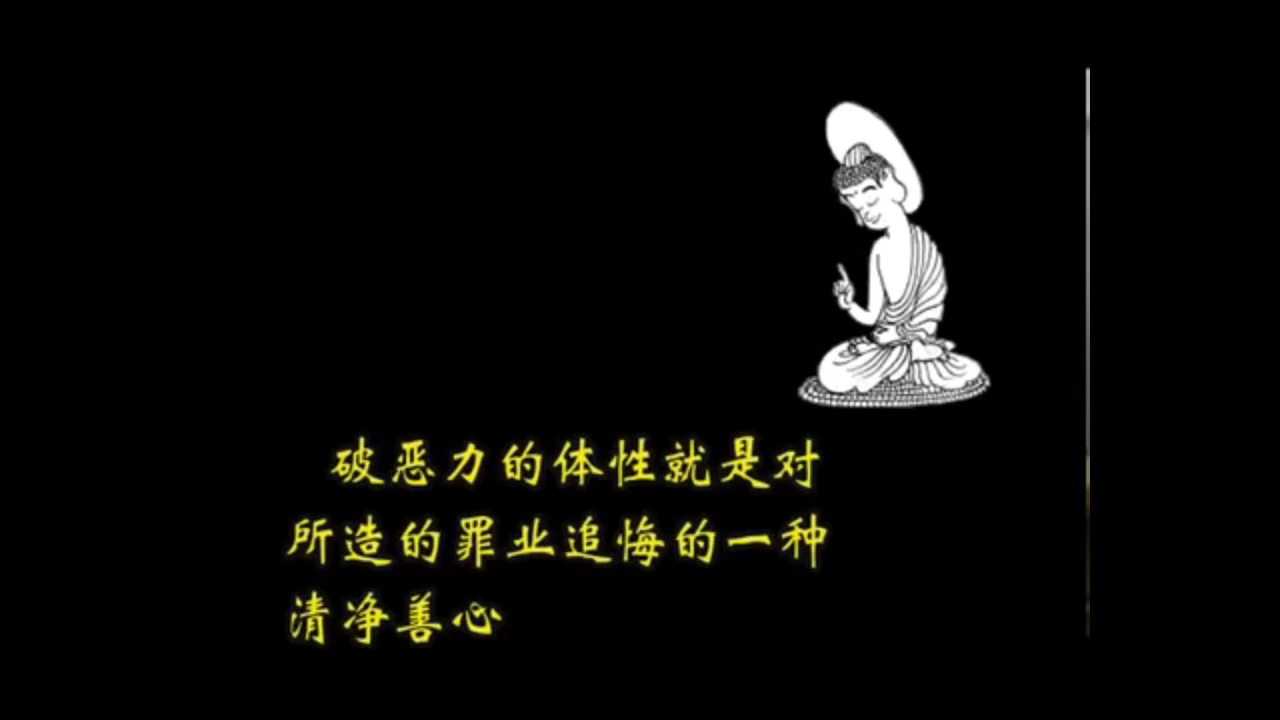 破恶力的体性就是对
所造的罪业追悔的一种
清净善心